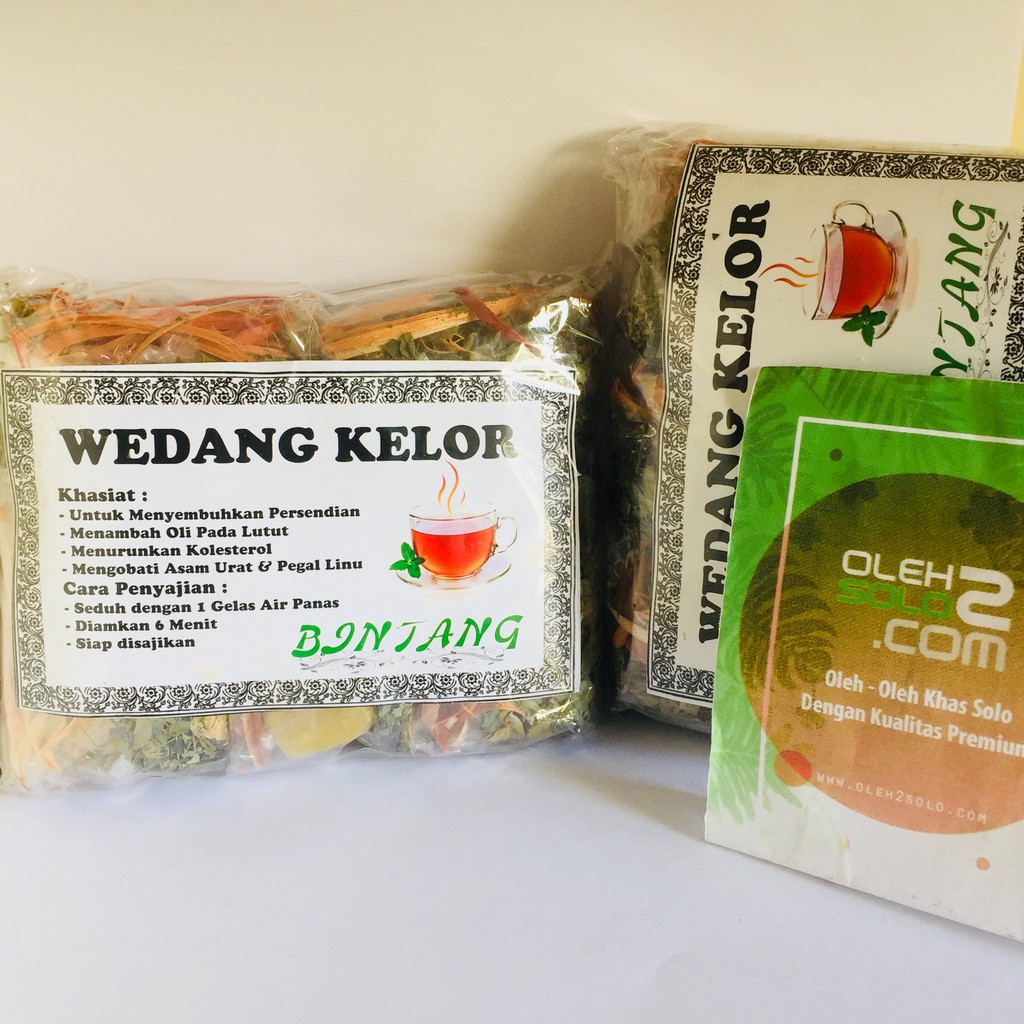 WEDANG KELOR
Khasiat :
- Untuk Menyembuhkan Persendian
- Menambah Oli Pada Lutut
- Menurunkan Kolesterol
- Mengobati Asam Urat & Pegal Linu
Cara Penyajian :
- Seduh dengan 1 Gelas Air Panas
- Diamkan 6 Menit
- Siap disajikan
BINTANG
WEDANG KELOR
NTANG
OLEH
SOLO2
.COM
Oleh - Oleh Khas Solo
Dengan Kualitas Premium
WWW.OLEH2SOLO.COM